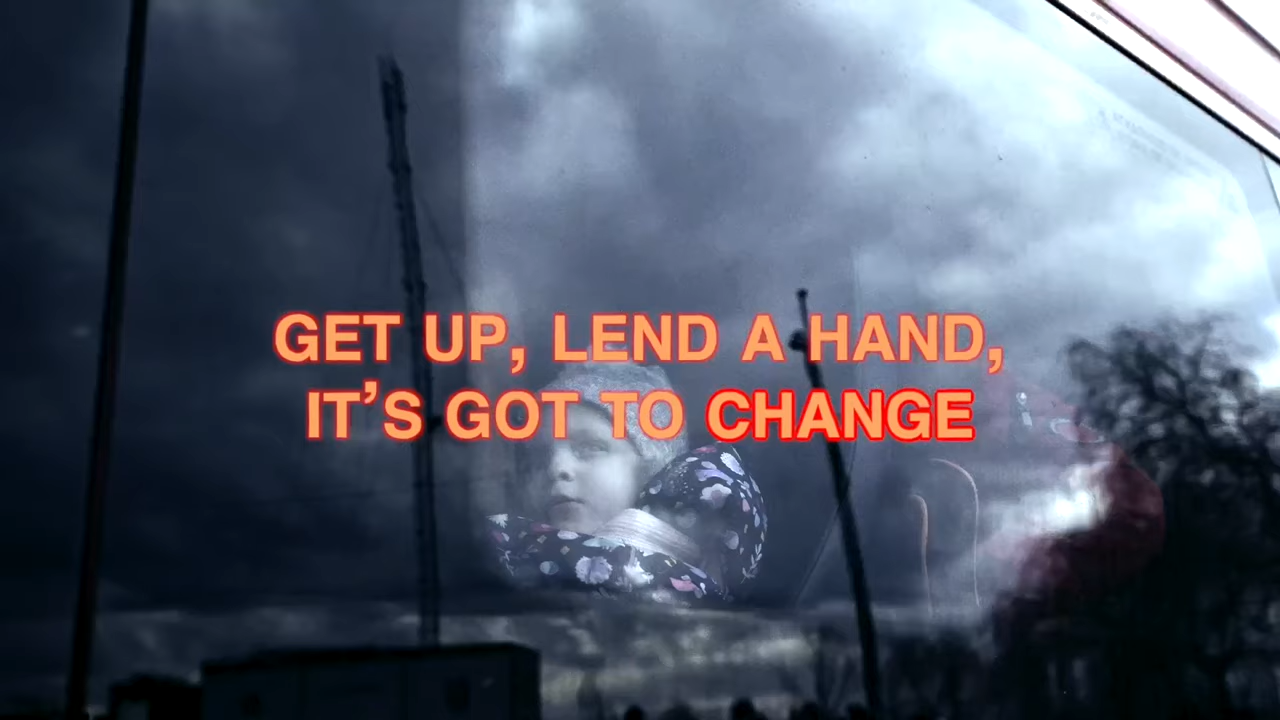 GET UP, LEND A HAND,
IT’S GOT TO CHANGE